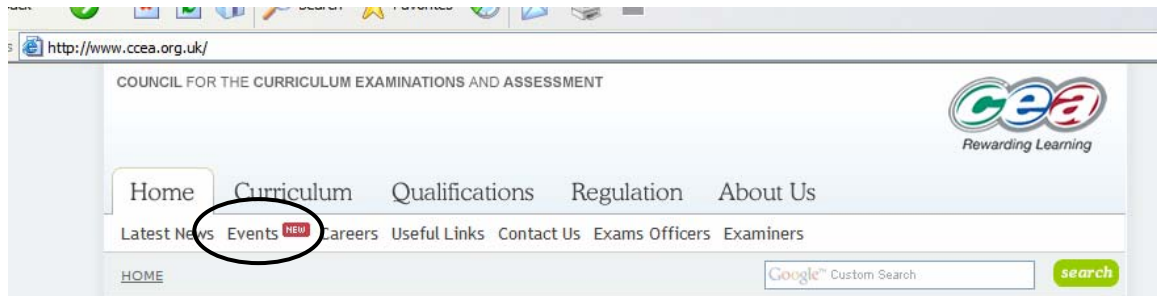 Search Favorites
http://www.ccea.org.uk/
COUNCIL FOR THE CURRICULUM EXAMINATIONS AND ASSESSMENT
ccea
Rewarding Learning
Home Curriculum Qualifications Regulation About Us
Latest News Events NEW Careers Useful Links Contact Us Exams Officers Examiners
HOME Google™ Custom Search search